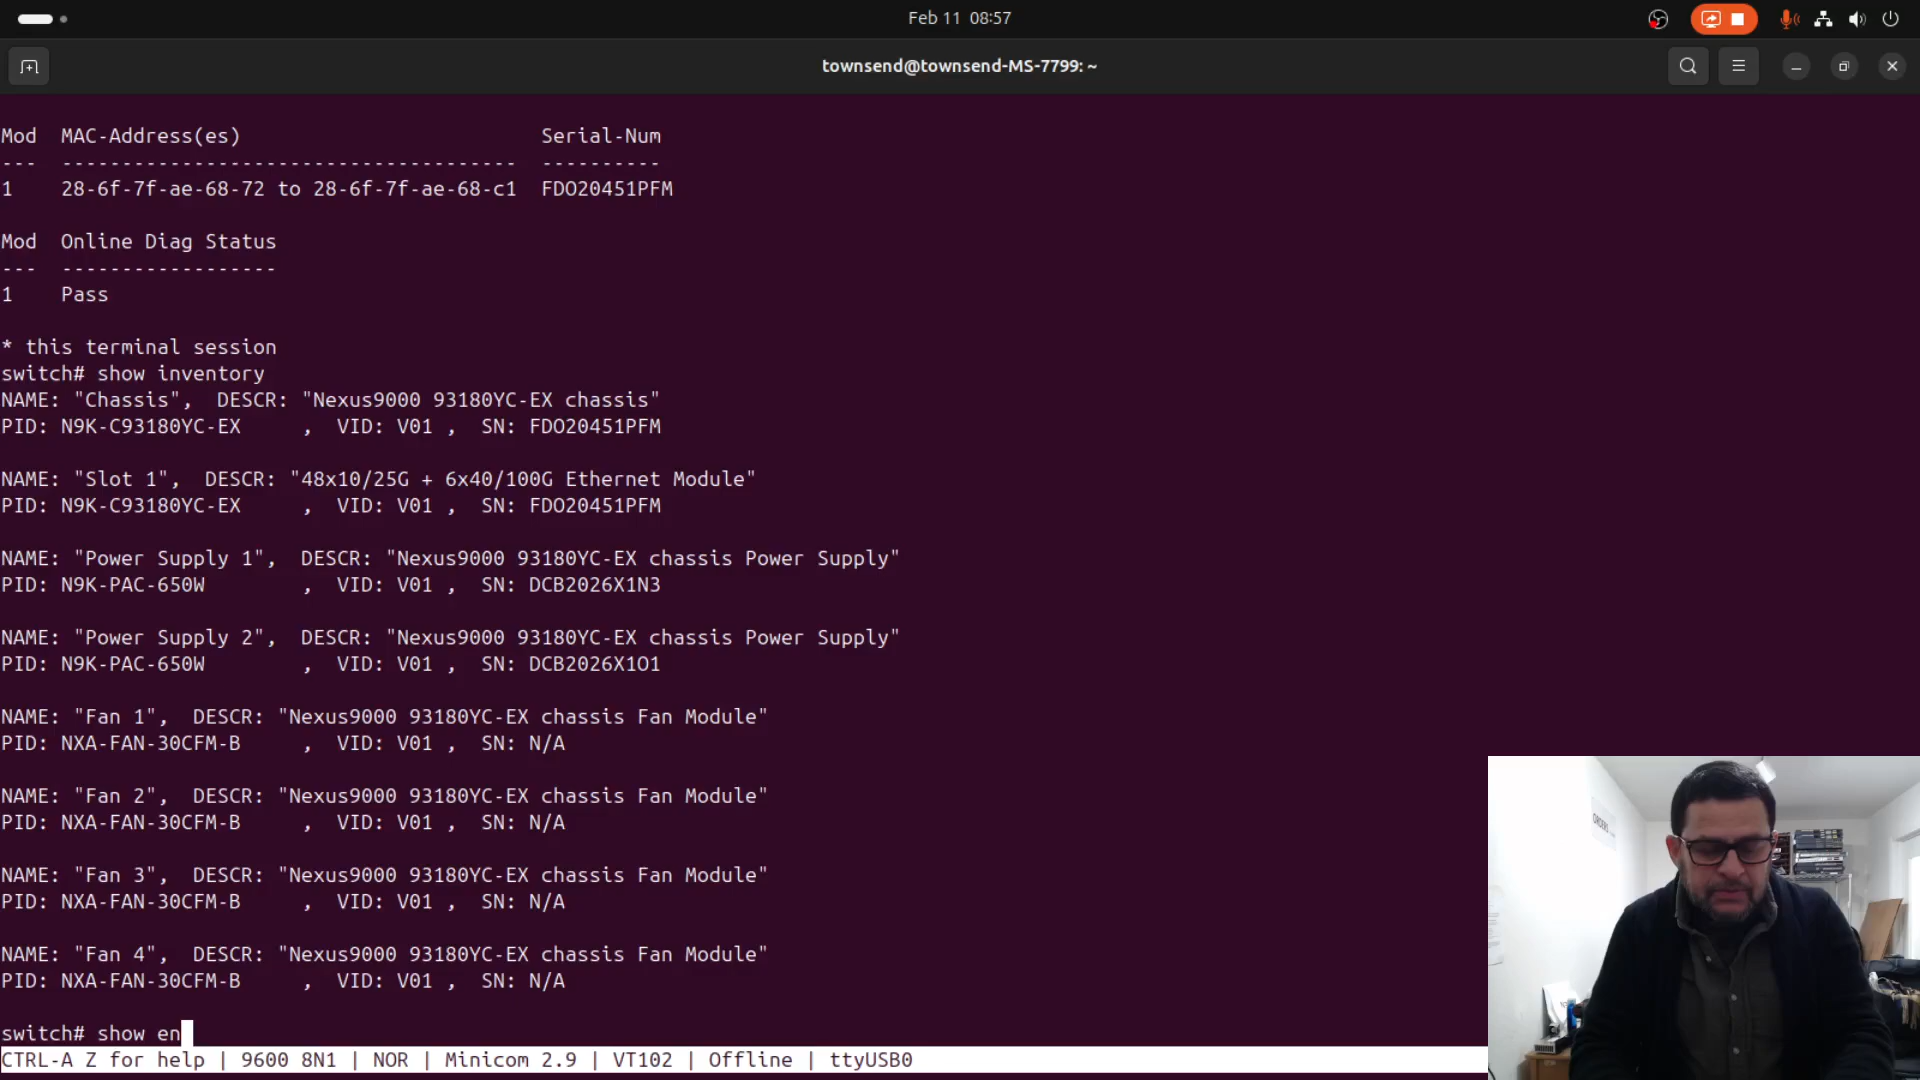 Feb 11 08:57
townsend@townsend-MS-7799: ~
Mod  MAC-Address(es)                         Serial-Num
---  --------------------------------------  ----------
1    28-6f-7f-ae-68-72 to 28-6f-7f-ae-68-c1  FDO20451PFM
Mod  Online Diag Status
---  ------------------
1    Pass
* this terminal session
switch# show inventory
NAME: "Chassis",  DESCR: "Nexus9000 93180YC-EX chassis"
PID: N9K-C93180YC-EX     ,  VID: V01 ,  SN: FDO20451PFM
NAME: "Slot 1",  DESCR: "48x10/25G + 6x40/100G Ethernet Module"
PID: N9K-C93180YC-EX     ,  VID: V01 ,  SN: FDO20451PFM
NAME: "Power Supply 1",  DESCR: "Nexus9000 93180YC-EX chassis Power Supply"
PID: N9K-PAC-650W        ,  VID: V01 ,  SN: DCB2026X1N3
NAME: "Power Supply 2",  DESCR: "Nexus9000 93180YC-EX chassis Power Supply"
PID: N9K-PAC-650W        ,  VID: V01 ,  SN: DCB2026X1O1
NAME: "Fan 1",  DESCR: "Nexus9000 93180YC-EX chassis Fan Module"
PID: NXA-FAN-30CFM-B     ,  VID: V01 ,  SN: N/A
NAME: "Fan 2",  DESCR: "Nexus9000 93180YC-EX chassis Fan Module"
PID: NXA-FAN-30CFM-B     ,  VID: V01 ,  SN: N/A
NAME: "Fan 3",  DESCR: "Nexus9000 93180YC-EX chassis Fan Module"
PID: NXA-FAN-30CFM-B     ,  VID: V01 ,  SN: N/A
NAME: "Fan 4",  DESCR: "Nexus9000 93180YC-EX chassis Fan Module"
PID: NXA-FAN-30CFM-B     ,  VID: V01 ,  SN: N/A
switch# show en
CTRL-A Z for help | 9600 8N1 | NOR | Minicom 2.9 | VT102 | Offline | ttyUSB0
ORDERS